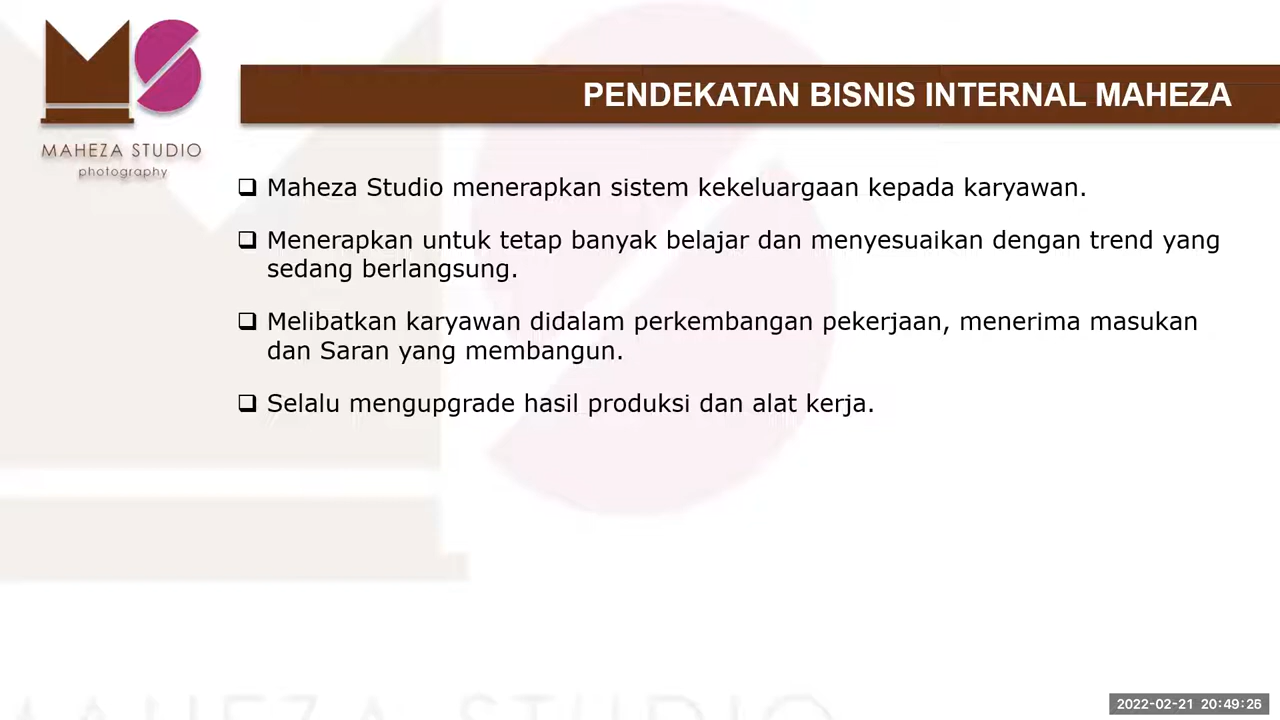 MAHEZA STUDIO
photography
PENDEKATAN BISNIS INTERNAL MAHEZA
❑ Maheza Studio menerapkan sistem kekeluargaan kepada karyawan.
❑ Menerapkan untuk tetap banyak belajar dan menyesuaikan dengan trend yang
sedang berlangsung.
❑ Melibatkan karyawan didalam perkembangan pekerjaan, menerima masukan
dan Saran yang membangun.
❑ Selalu mengupgrade hasil produksi dan alat kerja.
MAHEZA STUDIO
2022-02-21 20:49:26